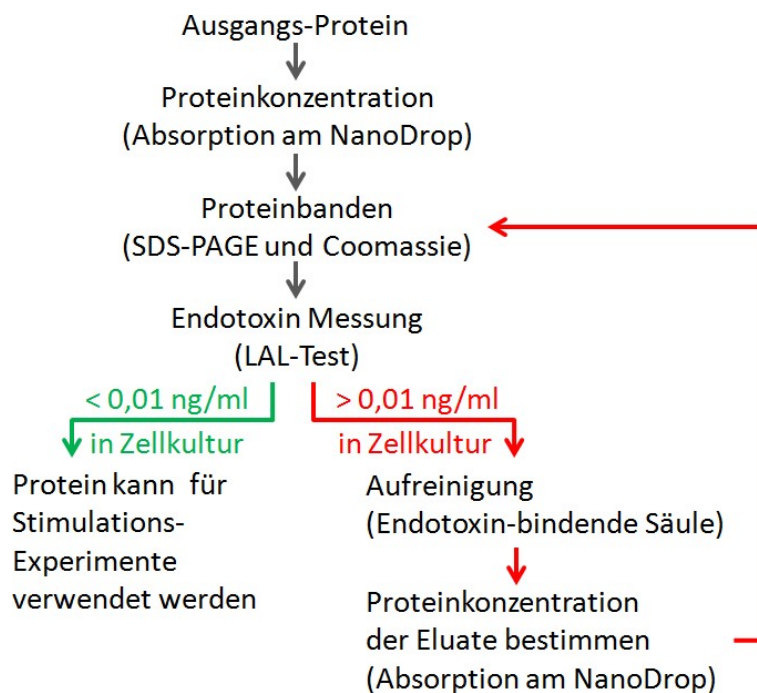 Ausgangs-Protein
Proteinkonzentration
(Absorption am NanoDrop)
Proteinbanden
(SDS-PAGE und Coomassie)
Endotoxin Messung
(LAL-Test)
< 0,01 ng/ml
in Zellkultur
> 0,01 ng/ml
in Zellkultur
Protein kann für
Stimulations-
Experimente
verwendet werden
Aufreinigung
(Endotoxin-bindende Säule)
Proteinkonzentration
der Eluate bestimmen
(Absorption am NanoDrop)